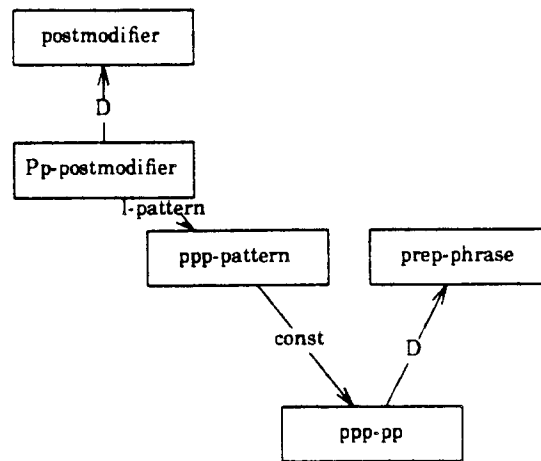 postmodifier
D
Pp-postmodifier
l-pattern
ppp-pattern
prep-phrase
const
D
ppp-pp